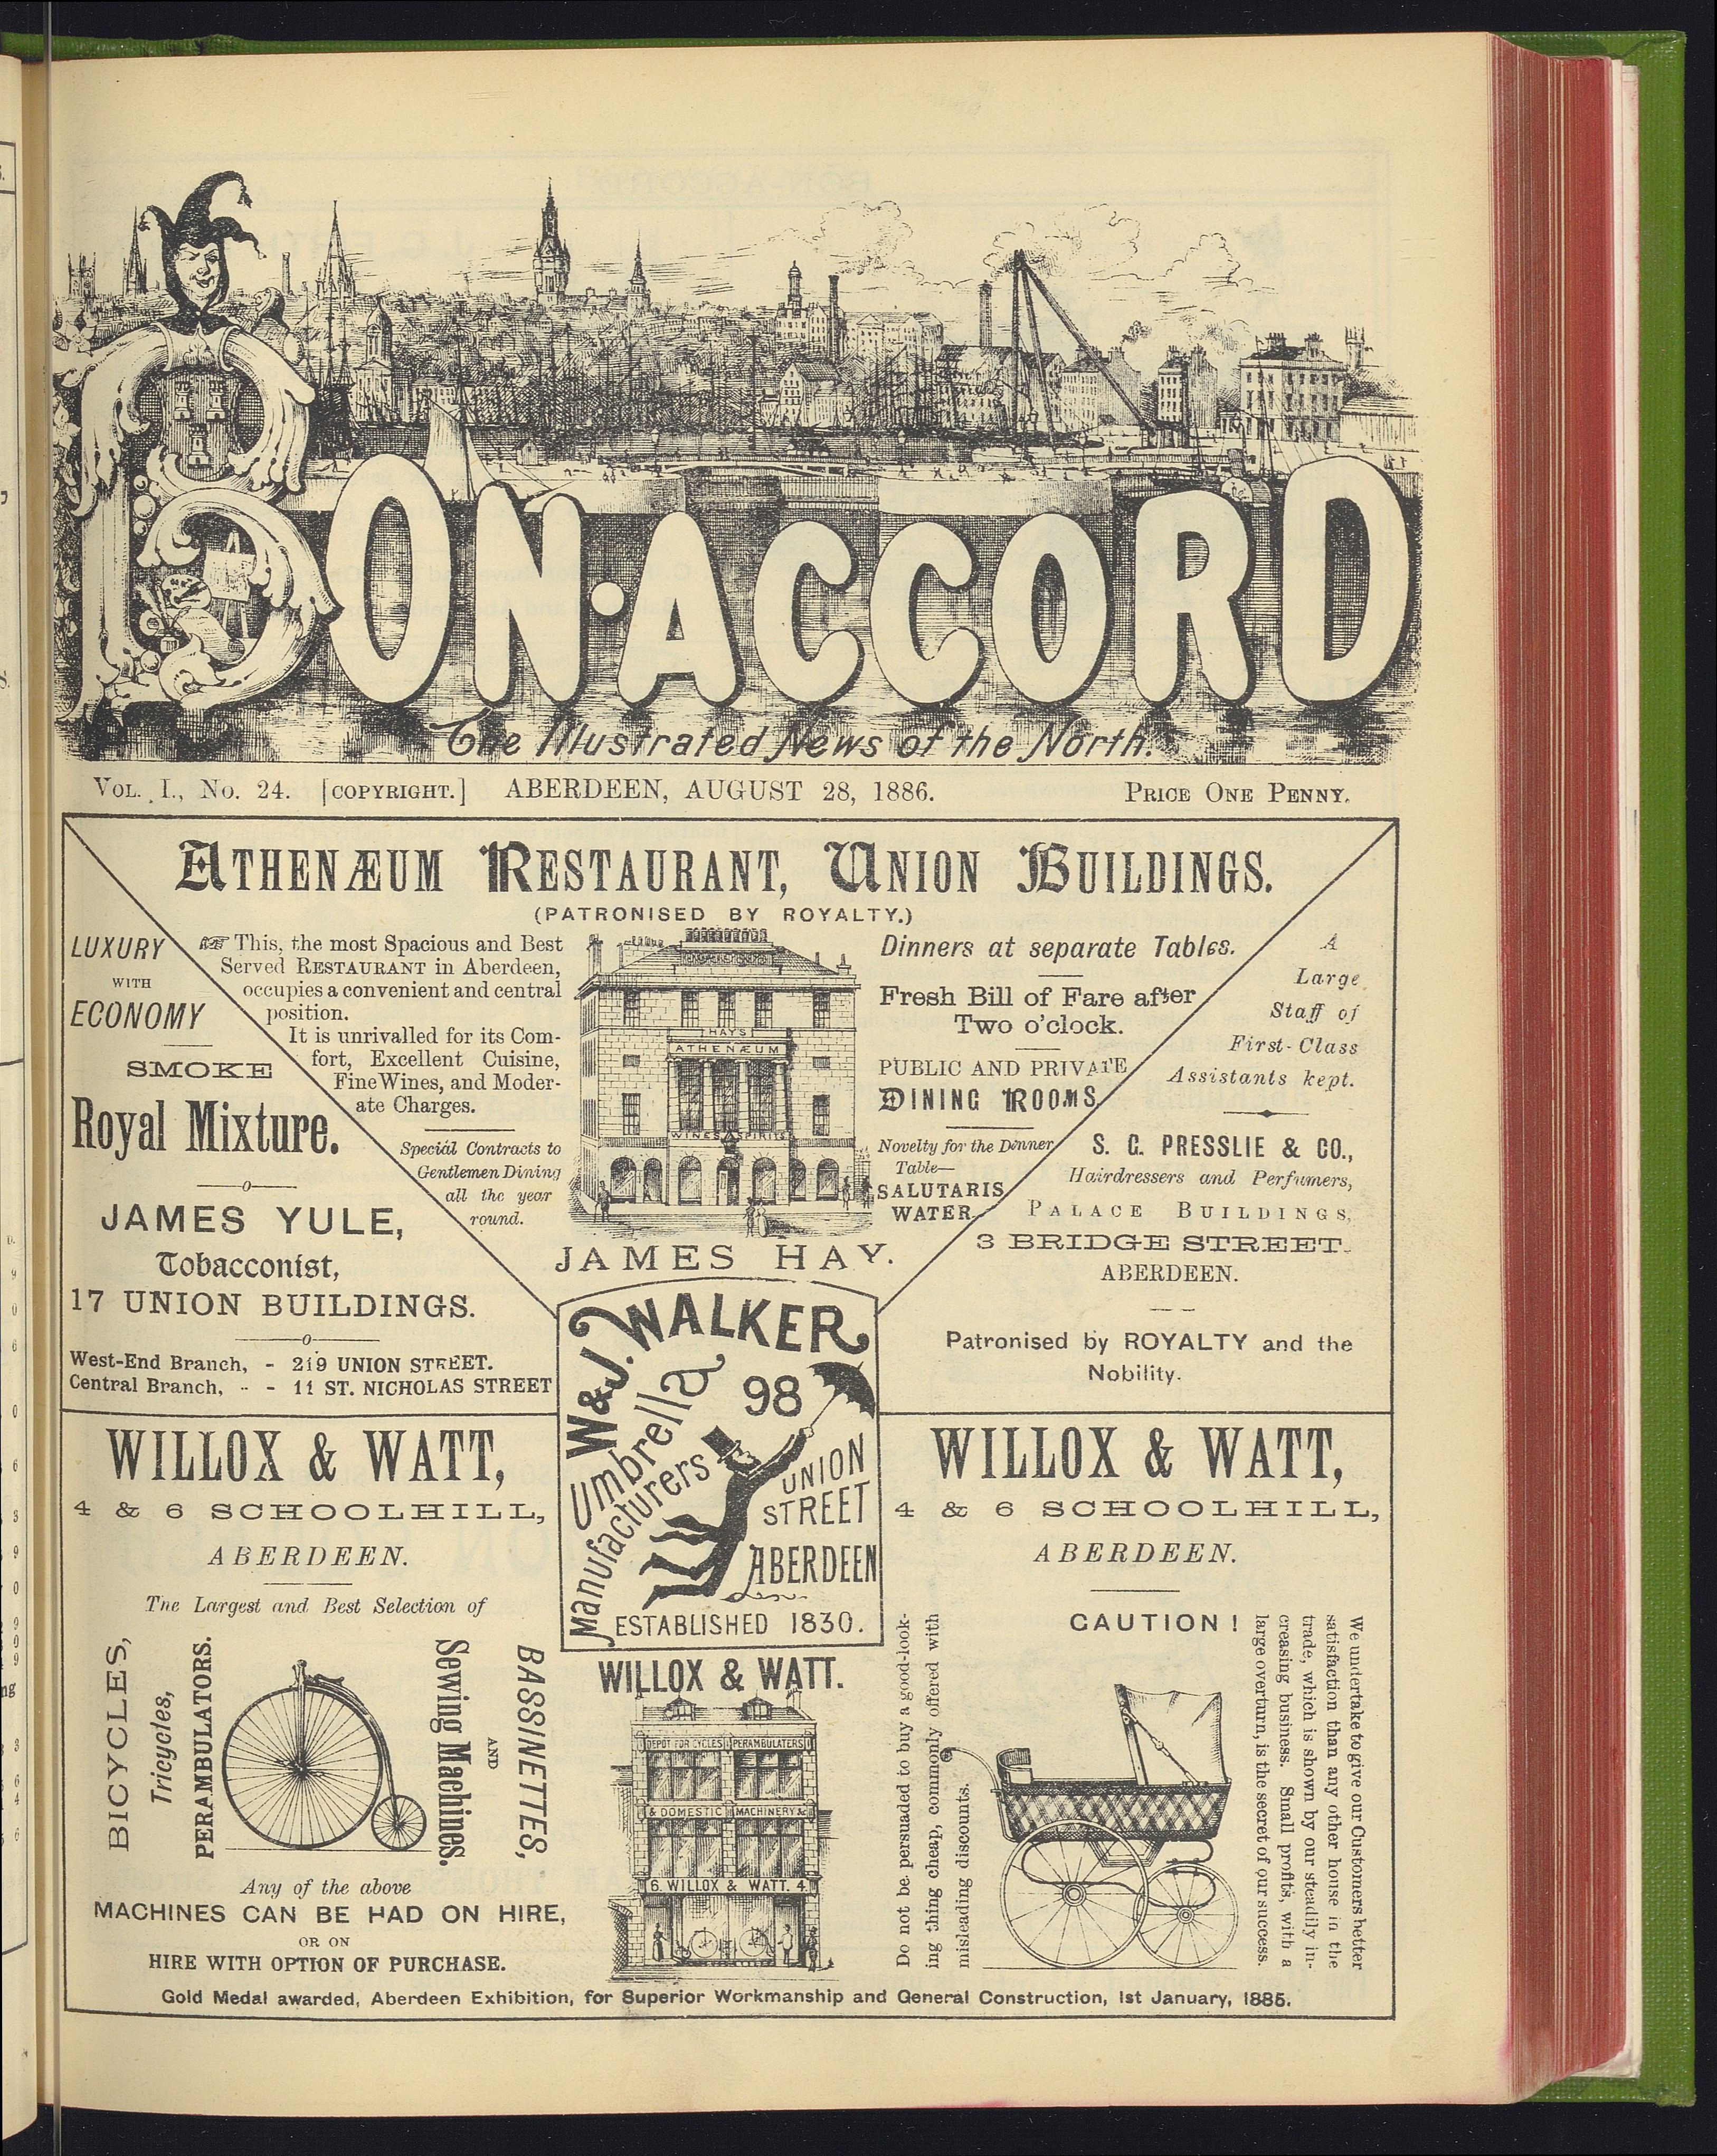 BON·ACCORD
The Illustrated News of the North.
VOL. I., No. 24. [COPYRIGHT.] ABERDEEN, AUGUST 28, 1886. PRICE ONE PENNY.
ATHENÆUM RESTAURANT, UNION BUILDINGS.
(PATRONISED BY ROYALTY.)
☞ This, the most Spacious and Best
Served RESTAURANT in Aberdeen,
occupies a convenient and central
position.
It is unrivalled for its Com-
fort, Excellent Cuisine,
Fine Wines, and Moder-
ate Charges.
Special Contracts to
Gentlemen Dining
all the year
round.
HAY'S
ATHENÆUM
WINES & SPIRITS
Dinners at separate Tables.
Fresh Bill of Fare after
Two o'clock.
PUBLIC AND PRIVATE
DINING ROOMS.
Novelty for the Dinner
Table—
SALUTARIS
WATER.
JAMES HAY.
LUXURY
WITH
ECONOMY
SMOKE
Royal Mixture.
JAMES YULE,
Tobacconist,
17 UNION BUILDINGS.
West-End Branch, - 219 UNION STREET.
Central Branch, - - 11 ST. NICHOLAS STREET
A
Large
Staff of
First-Class
Assistants kept.
S. C. PRESSLIE & CO.,
Hairdressers and Perfumers,
PALACE BUILDINGS,
3 BRIDGE STREET.
ABERDEEN.
Patronised by ROYALTY and the
Nobility.
W & J. WALKER
Umbrella
Manufacturers
98
UNION
STREET
ABERDEEN
ESTABLISHED 1830.
WILLOX & WATT,
4 & 6 SCHOOLHILL,
ABERDEEN.
The Largest and Best Selection of
BICYCLES,
Tricycles,
PERAMBULATORS.
BASSINETTES,
AND
Sewing Machines.
Any of the above
MACHINES CAN BE HAD ON HIRE,
OR ON
HIRE WITH OPTION OF PURCHASE.
WILLOX & WATT.
DEPOT FOR CYCLES PERAMBULATERS
& DOMESTIC MACHINERY &
6. WILLOX & WATT. 4
WILLOX & WATT,
4 & 6 SCHOOLHILL,
ABERDEEN.
CAUTION!
Do not be persuaded to buy a good-look-
ing thing cheap, commonly offered with
misleading discounts.
We undertake to give our Customers better
satisfaction than any other house in the
trade, which is shown by our steadily in-
creasing business. Small profits, with a
large overturn, is the secret of our success.
Gold Medal awarded, Aberdeen Exhibition, for Superior Workmanship and General Construction, 1st January, 1885.